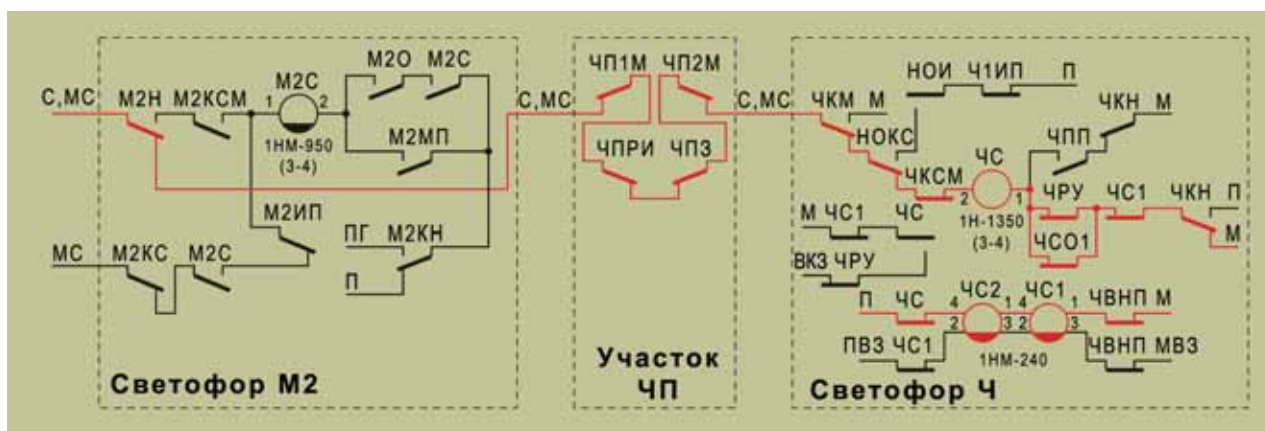 С,МС М2Н М2КСМ
М2С
1 2
1НМ-950
(3-4)
М2О М2С
М2МП
М2ИП
МС М2КС М2С
ПГ М2КН
П
Светофор М2
С,МС
ЧП1М ЧП2М
ЧПРИ ЧПЗ
Участок
ЧП
С,МС
ЧКМ М
НОИ Ч1ИП П
НОКС
ЧКСМ
ЧС
2 1
1Н-1350
(3-4)
ЧКН М
ЧПП
ЧРУ ЧС1 ЧКН П
М
ЧСО1
М ЧС1 ЧС
ВКЗ ЧРУ
П ЧС 4 ЧС2 1 4 ЧС1 1 ЧВНП М
2 3 2 3
ПВЗ ЧС1 1НМ-240 ЧВНП МВЗ
Светофор Ч